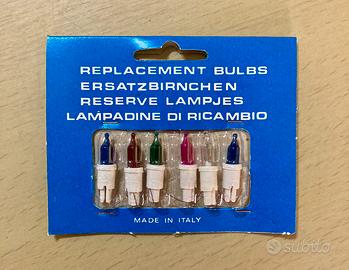 REPLACEMENT BULBS
ERSATZBIRNCHEN
RESERVE LAMPJES
LAMPADINE DI RICAMBIO
MADE IN ITALY
subito